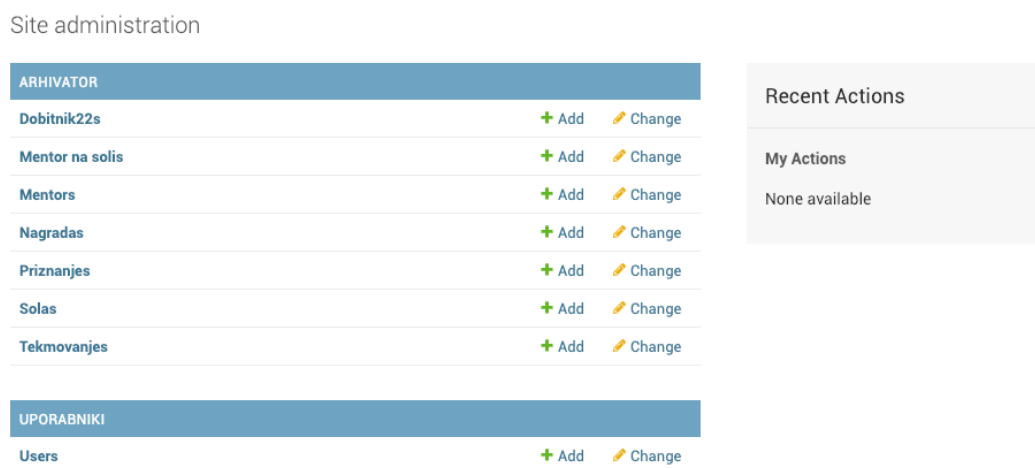 Site administration
ARHIVATOR
Dobitnik22s Add Change
Mentor na solis Add Change
Mentors Add Change
Nagradas Add Change
Priznanjes Add Change
Solas Add Change
Tekmovanjes Add Change
UPORABNIKI
Users Add Change
Recent Actions
My Actions
None available